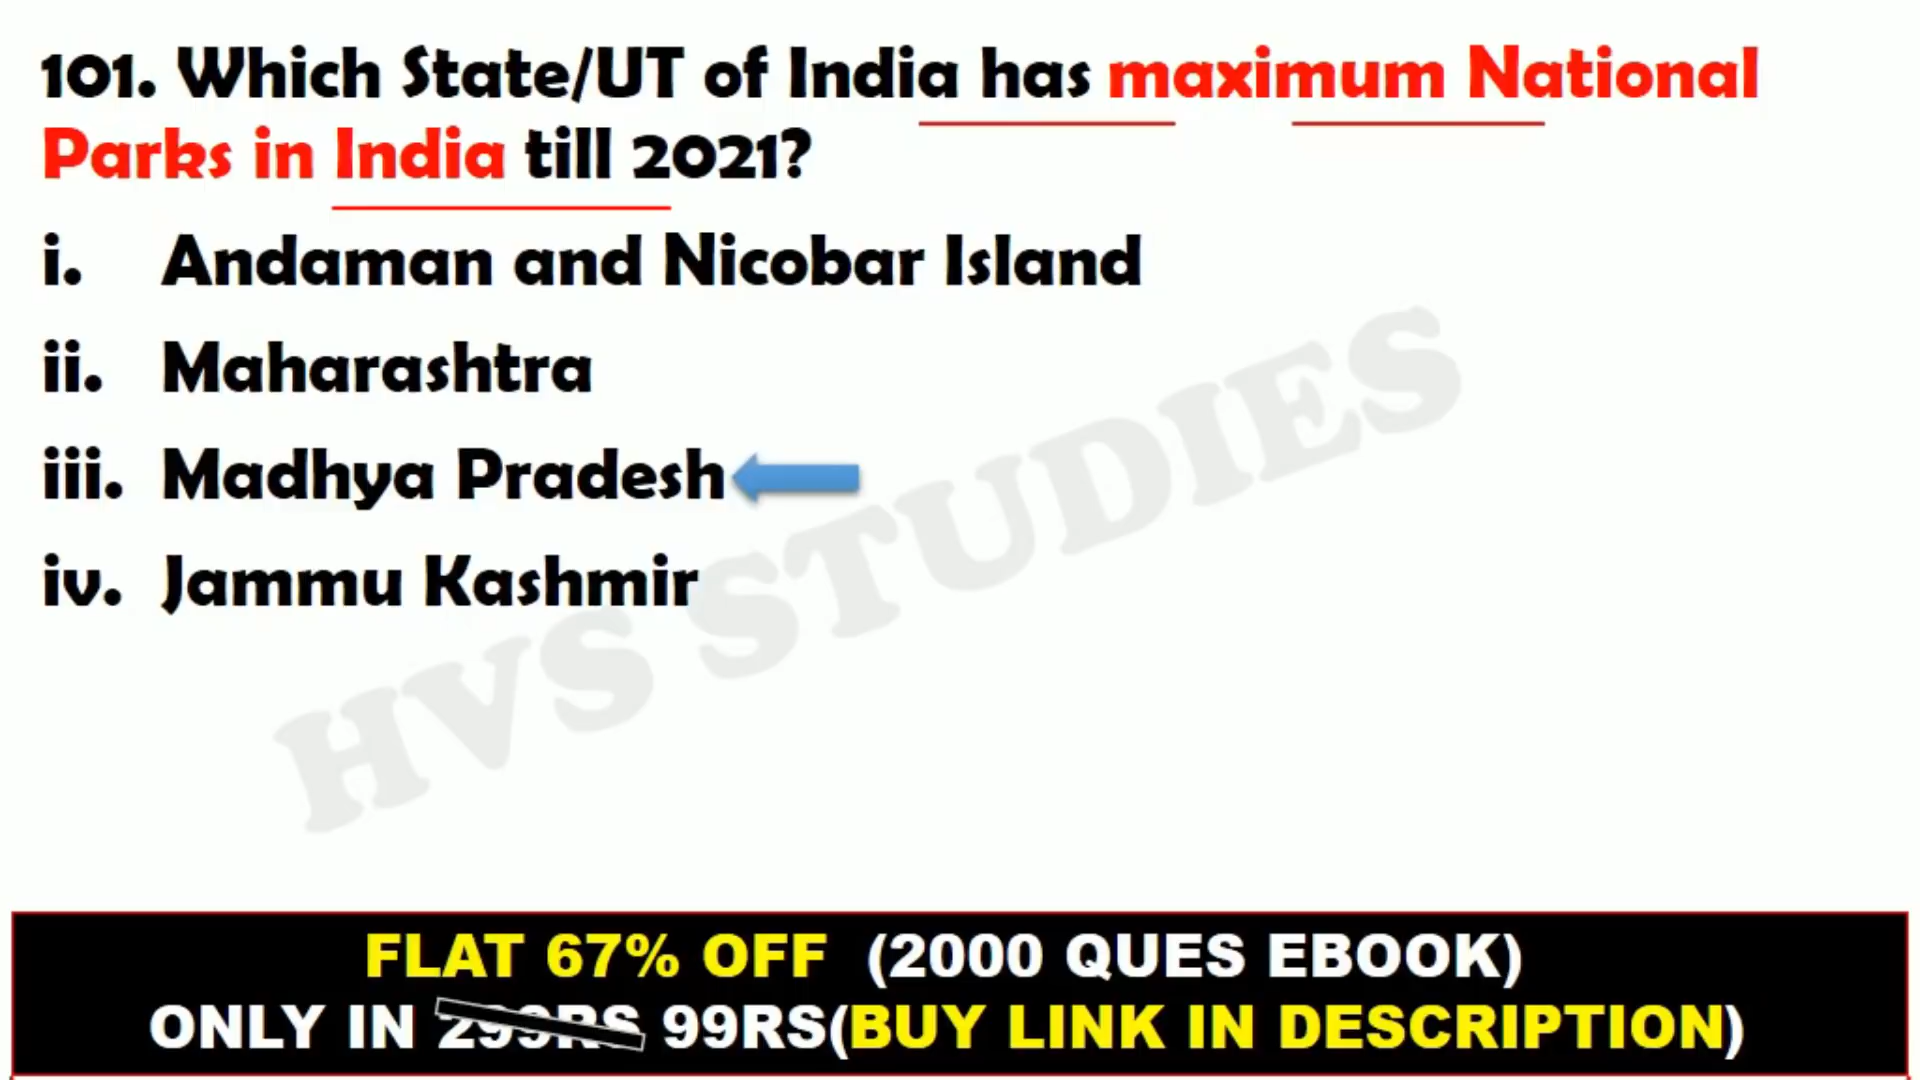 101. Which State/UT of India has maximum National
Parks in India till 2021?
i. Andaman and Nicobar Island
ii. Maharashtra
iii. Madhya Pradesh
iv. Jammu Kashmir
HVS STUDIES
FLAT 67% OFF (2000 QUES EBOOK)
ONLY IN 299RS 99RS(BUY LINK IN DESCRIPTION)